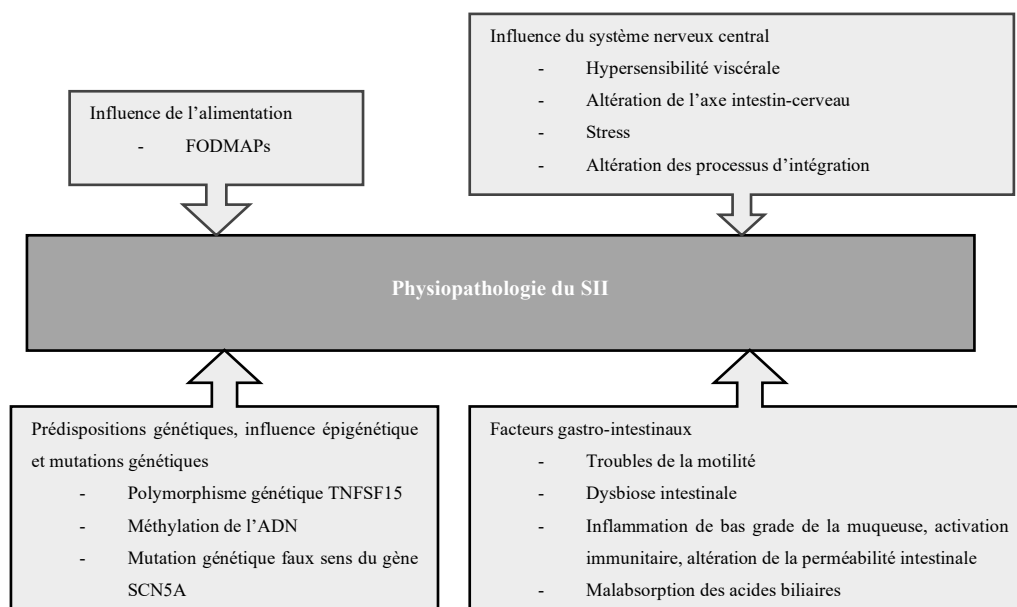 Influence de l'alimentation
- FODMAPs
Influence du système nerveux central
- Hypersensibilité viscérale
- Altération de l'axe intestin-cerveau
- Stress
- Altération des processus d'intégration
Physiopathologie du SII
Prédispositions génétiques, influence épigénétique
et mutations génétiques
- Polymorphisme génétique TNFSF15
- Méthylation de l'ADN
- Mutation génétique faux sens du gène
SCN5A
Facteurs gastro-intestinaux
- Troubles de la motilité
- Dysbiose intestinale
- Inflammation de bas grade de la muqueuse, activation
immunitaire, altération de la perméabilité intestinale
- Malabsorption des acides biliaires